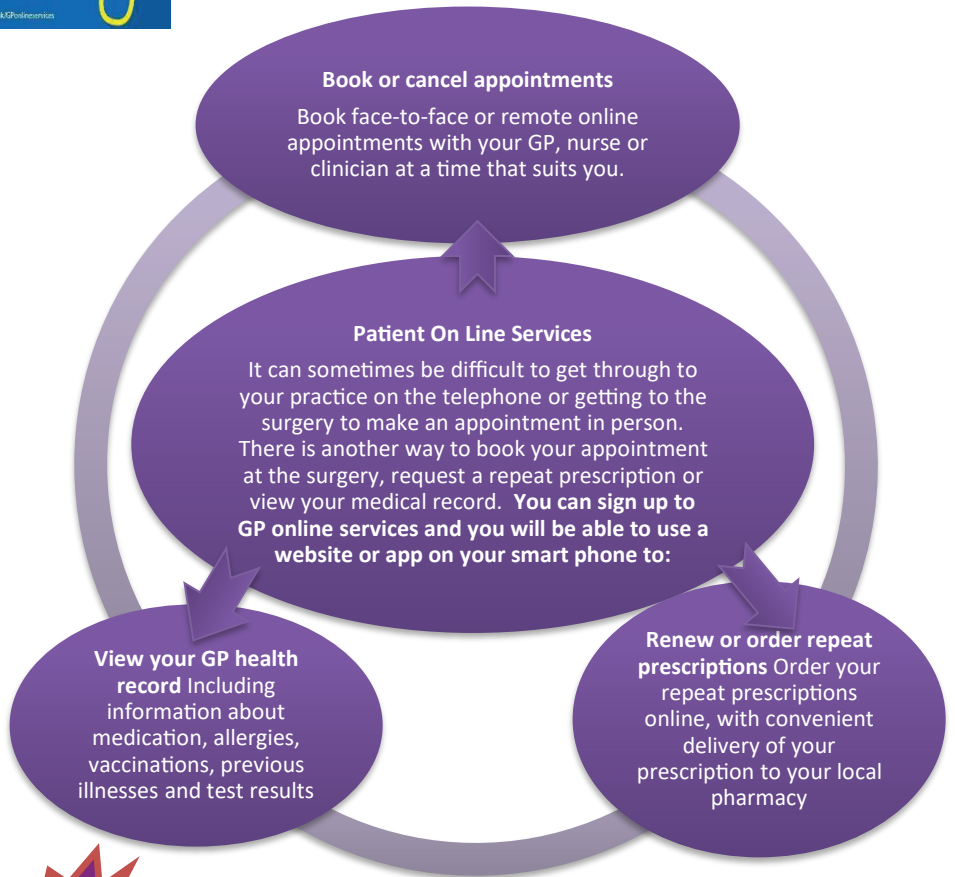 k/GPonlineservices
Book or cancel appointments
Book face-to-face or remote online
appointments with your GP, nurse or
clinician at a time that suits you.
Patient On Line Services
It can sometimes be difficult to get through to
your practice on the telephone or getting to the
surgery to make an appointment in person.
There is another way to book your appointment
at the surgery, request a repeat prescription or
view your medical record. You can sign up to
GP online services and you will be able to use a
website or app on your smart phone to:
View your GP health
record Including
information about
medication, allergies,
vaccinations, previous
illnesses and test results
Renew or order repeat
prescriptions Order your
repeat prescriptions
online, with convenient
delivery of your
prescription to your local
pharmacy